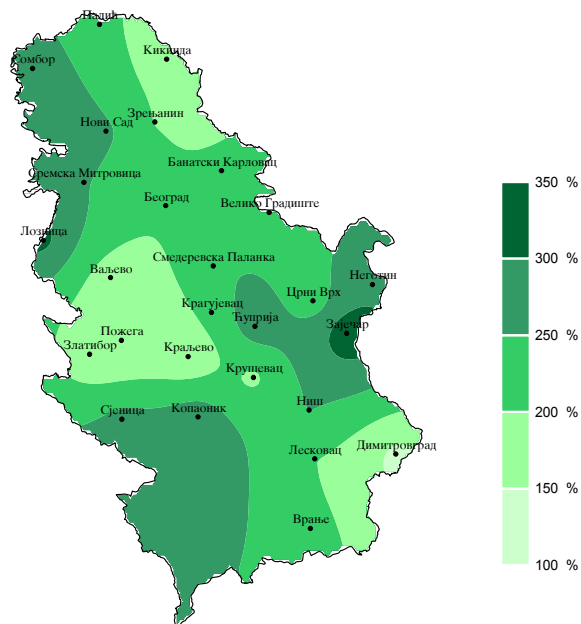 Палић
Кикинда
Сомбор
Зрењанин
Нови Сад
Банатски Карловац
Сремска Митровица
Београд
Велико Градиште
Лозница
Смедеревска Паланка
Ваљево
Неготин
Црни Врх
Крагујевац
Ћуприја
Зајечар
Пожега
Златибор
Краљево
Крушевац
Ниш
Сјеница
Копаоник
Димитровград
Лесковац
Врање
350 %
300 %
250 %
200 %
150 %
100 %